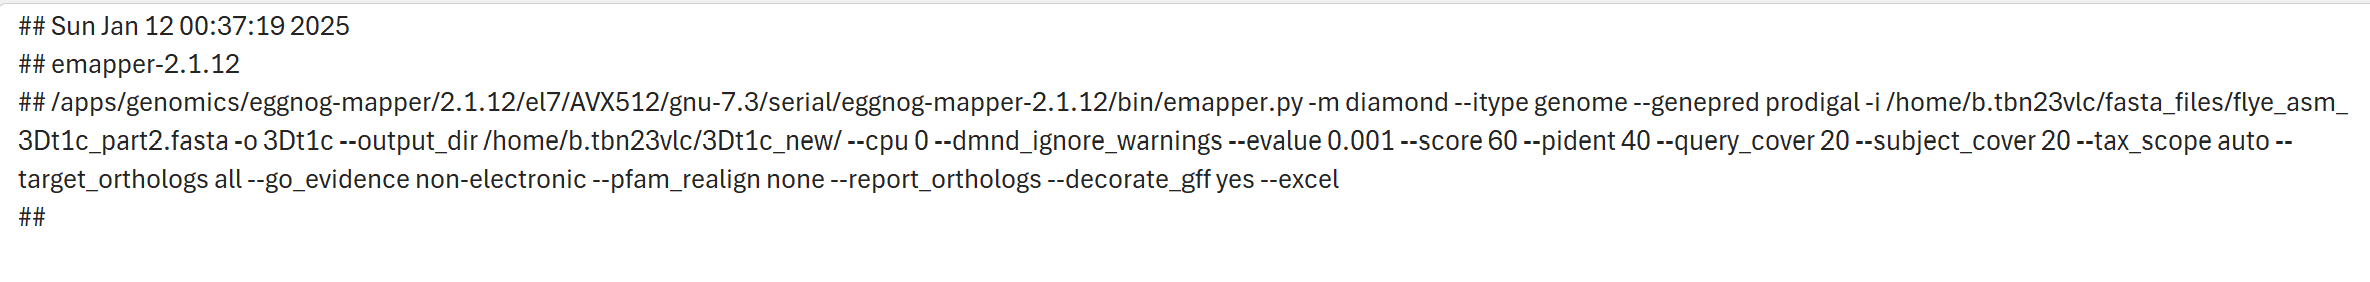 ## Sun Jan 12 00:37:19 2025
## emapper-2.1.12
## /apps/genomics/eggnog-mapper/2.1.12/el7/AVX512/gnu-7.3/serial/eggnog-mapper-2.1.12/bin/emapper.py -m diamond --itype genome --genepred prodigal -i /home/b.tbn23vlc/fasta_files/flye_asm_
3Dt1c_part2.fasta -o 3Dt1c --output_dir /home/b.tbn23vlc/3Dt1c_new/ --cpu 0 --dmnd_ignore_warnings --evalue 0.001 --score 60 --pident 40 --query_cover 20 --subject_cover 20 --tax_scope auto --
target_orthologs all --go_evidence non-electronic --pfam_realign none --report_orthologs --decorate_gff yes --excel
##